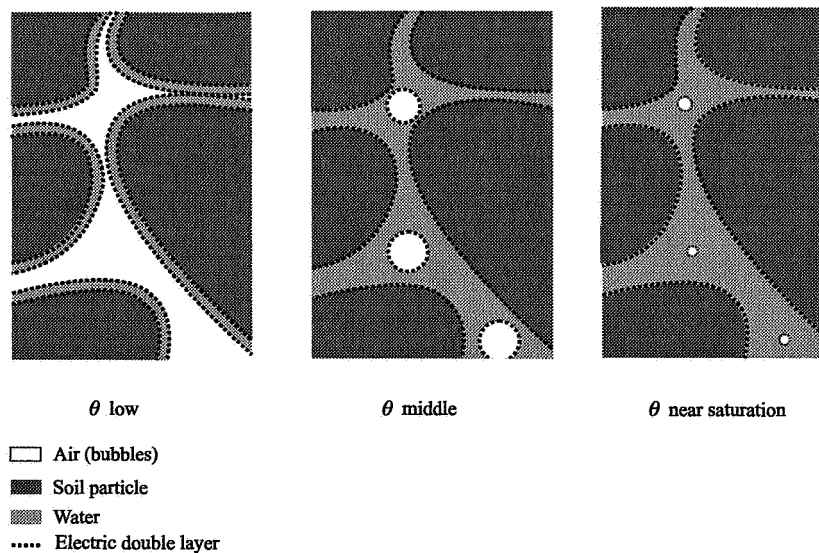 θ low
θ middle
θ near saturation
Air (bubbles)
Soil particle
Water
Electric double layer